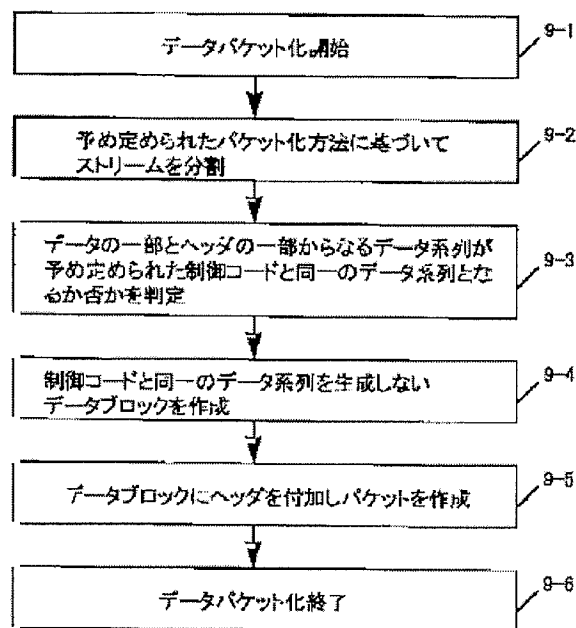 データパケット化開始
9-1
予め定められたパケット化方法に基づいて
ストリームを分割
9-2
データの一部とヘッダの一部からなるデータ系列が
予め定められた制御コードと同一のデータ系列とな
るか否かを判定
9-3
制御コードと同一のデータ系列を生成しない
データブロックを作成
9-4
データブロックにヘッダを付加しパケットを作成
9-5
データパケット化終了
9-6